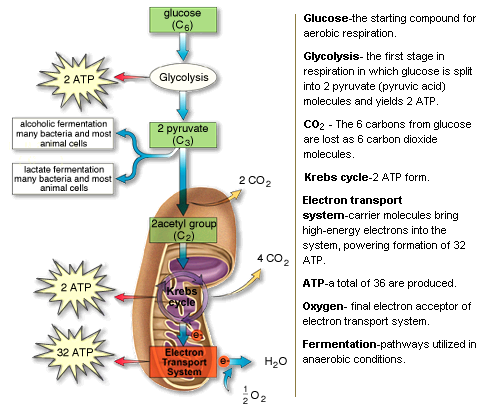 glucose
(C6)
2 ATP
Glycolysis
alcoholic fermentation
many bacteria and most
animal cells
2 pyruvate
(C3)
lactate fermentation
many bacteria and most
animal cells
2 CO2
2acetyl group
(C2)
4 CO2
2 ATP
Krebs
cycle
e-
32 ATP
Electron
Transport
System
e-
H2O
1/2 O2
Glucose-the starting compound for
aerobic respiration.
Glycolysis- the first stage in
respiration in which glucose is split
into 2 pyruvate (pyruvic acid)
molecules and yields 2 ATP.
CO2 - The 6 carbons from glucose
are lost as 6 carbon dioxide
molecules.
Krebs cycle-2 ATP form.
Electron transport
system-carrier molecules bring
high-energy electrons into the
system, powering formation of 32
ATP.
ATP-a total of 36 are produced.
Oxygen- final electron acceptor of
electron transport system.
Fermentation-pathways utilized in
anaerobic conditions.